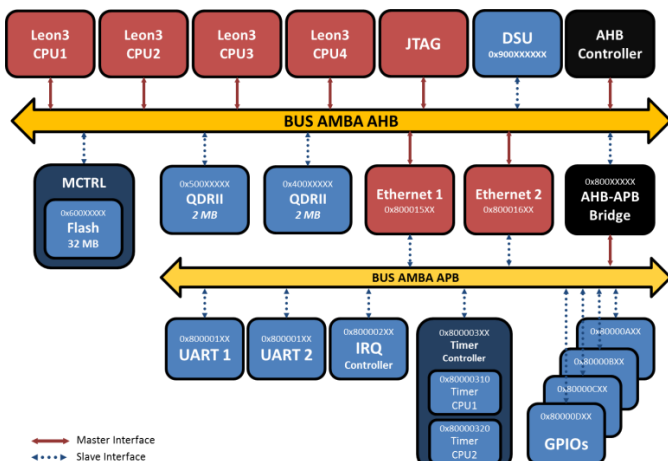 Leon3
CPU1
Leon3
CPU2
Leon3
CPU3
Leon3
CPU4
JTAG
DSU
0x900XXXXXX
AHB
Controller
BUS AMBA AHB
MCTRL
0x600XXXXX
Flash
32 MB
0x500XXXXX
QDRII
2 MB
0x400XXXXX
QDRII
2 MB
Ethernet 1
0x800015XX
Ethernet 2
0x800016XX
0x800XXXXX
AHB-APB
Bridge
BUS AMBA APB
0x800001XX
UART 1
0x800001XX
UART 2
0x800002XX
IRQ
Controller
0x800003XX
Timer
Controller
0x80000310
Timer
CPU1
0x80000320
Timer
CPU2
0x80000AXX
0x80000BXX
0x80000CXX
0x80000DXX
GPIOs
Master Interface
Slave Interface